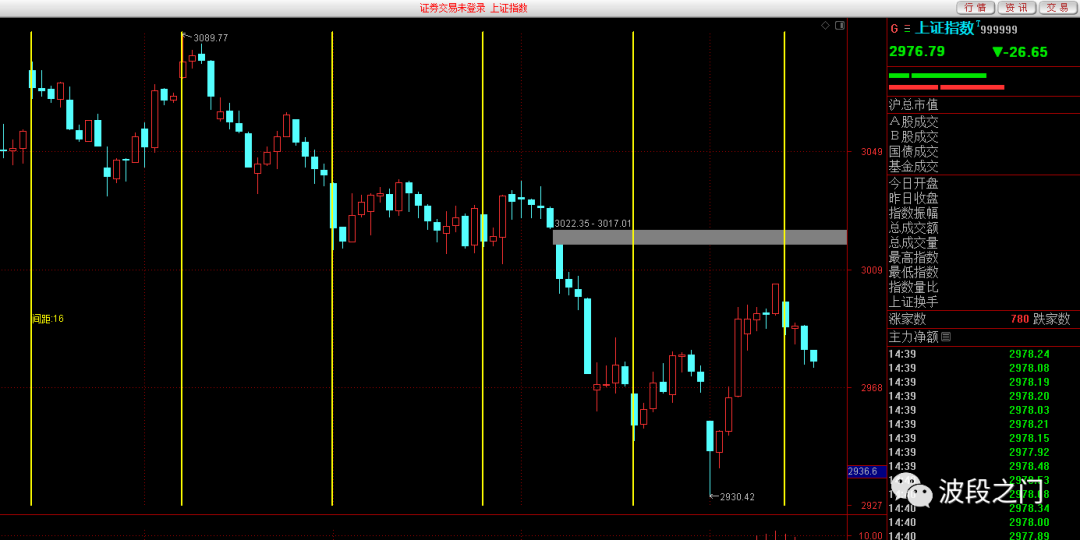 证券交易未登录 上证指数
行情 资讯 交易
3089.77
6 上证指数 999999
2976.79 ▼-26.65
沪总市值
A股成交
B股成交
3049
国债成交
基金成交
今日开盘
昨日收盘
指数振幅
3022.35 - 3017.01
总成交额
总成交量
最高指数
3009
最低指数
指数量比
上证换手
间距:16
涨家数 780 跌家数
主力净额
14:39 2978.24
14:39 2978.08
14:39 2978.19
2968
14:39 2978.20
14:39 2978.03
14:39 2978.21
14:39 2978.15
14:39 2977.92
14:39 2978.48
2936.6
波段之门
2930.42
2927
14:40 2978.34
14:40 2978.00
14:40 2977.89
10.00